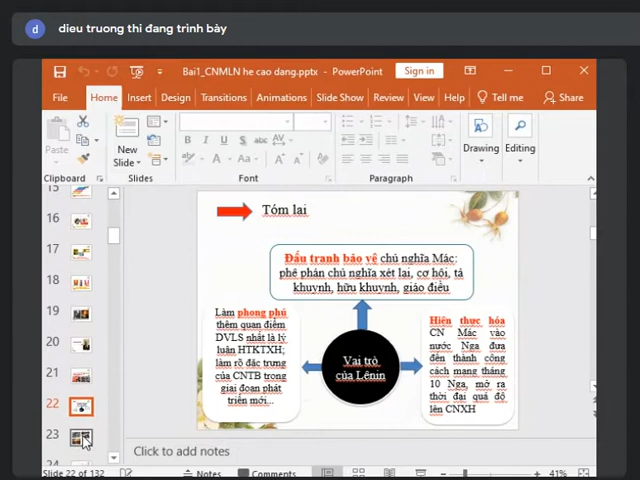 d
dieu truong thi đang trình bày
Bai1_CNMLN he cao dang.pptx - PowerPoint
Sign in
File Home Insert Design Transitions Animations Slide Show Review View Help Tell me Share
Paste
New
Slide
Drawing
Editing
Clipboard
Slides
Font
Paragraph
15
16
17
18
19
20
21
22
23
24
Tóm lai
Đấu tranh bảo vệ chủ nghĩa Mác:
phê phán chủ nghĩa xét lại, cơ hội, tả
khuynh, hữu khuynh, giáo điều
Làm phong phú
thêm quan điểm
DVLS nhất là lý
luận HTKTXH;
làm rõ đặc trưng
của CNTB trong
giai đoạn phát
triển mới...
Vai trò
của Lênin
Hiện thực hóa
CN Mác vào
nước Nga đưa
đến thành công
cách mạng tháng
10 Nga, mở ra
thời đại quá độ
lên CNXH
Click to add notes
Slide 22 of 132
Notes
Comments
41%